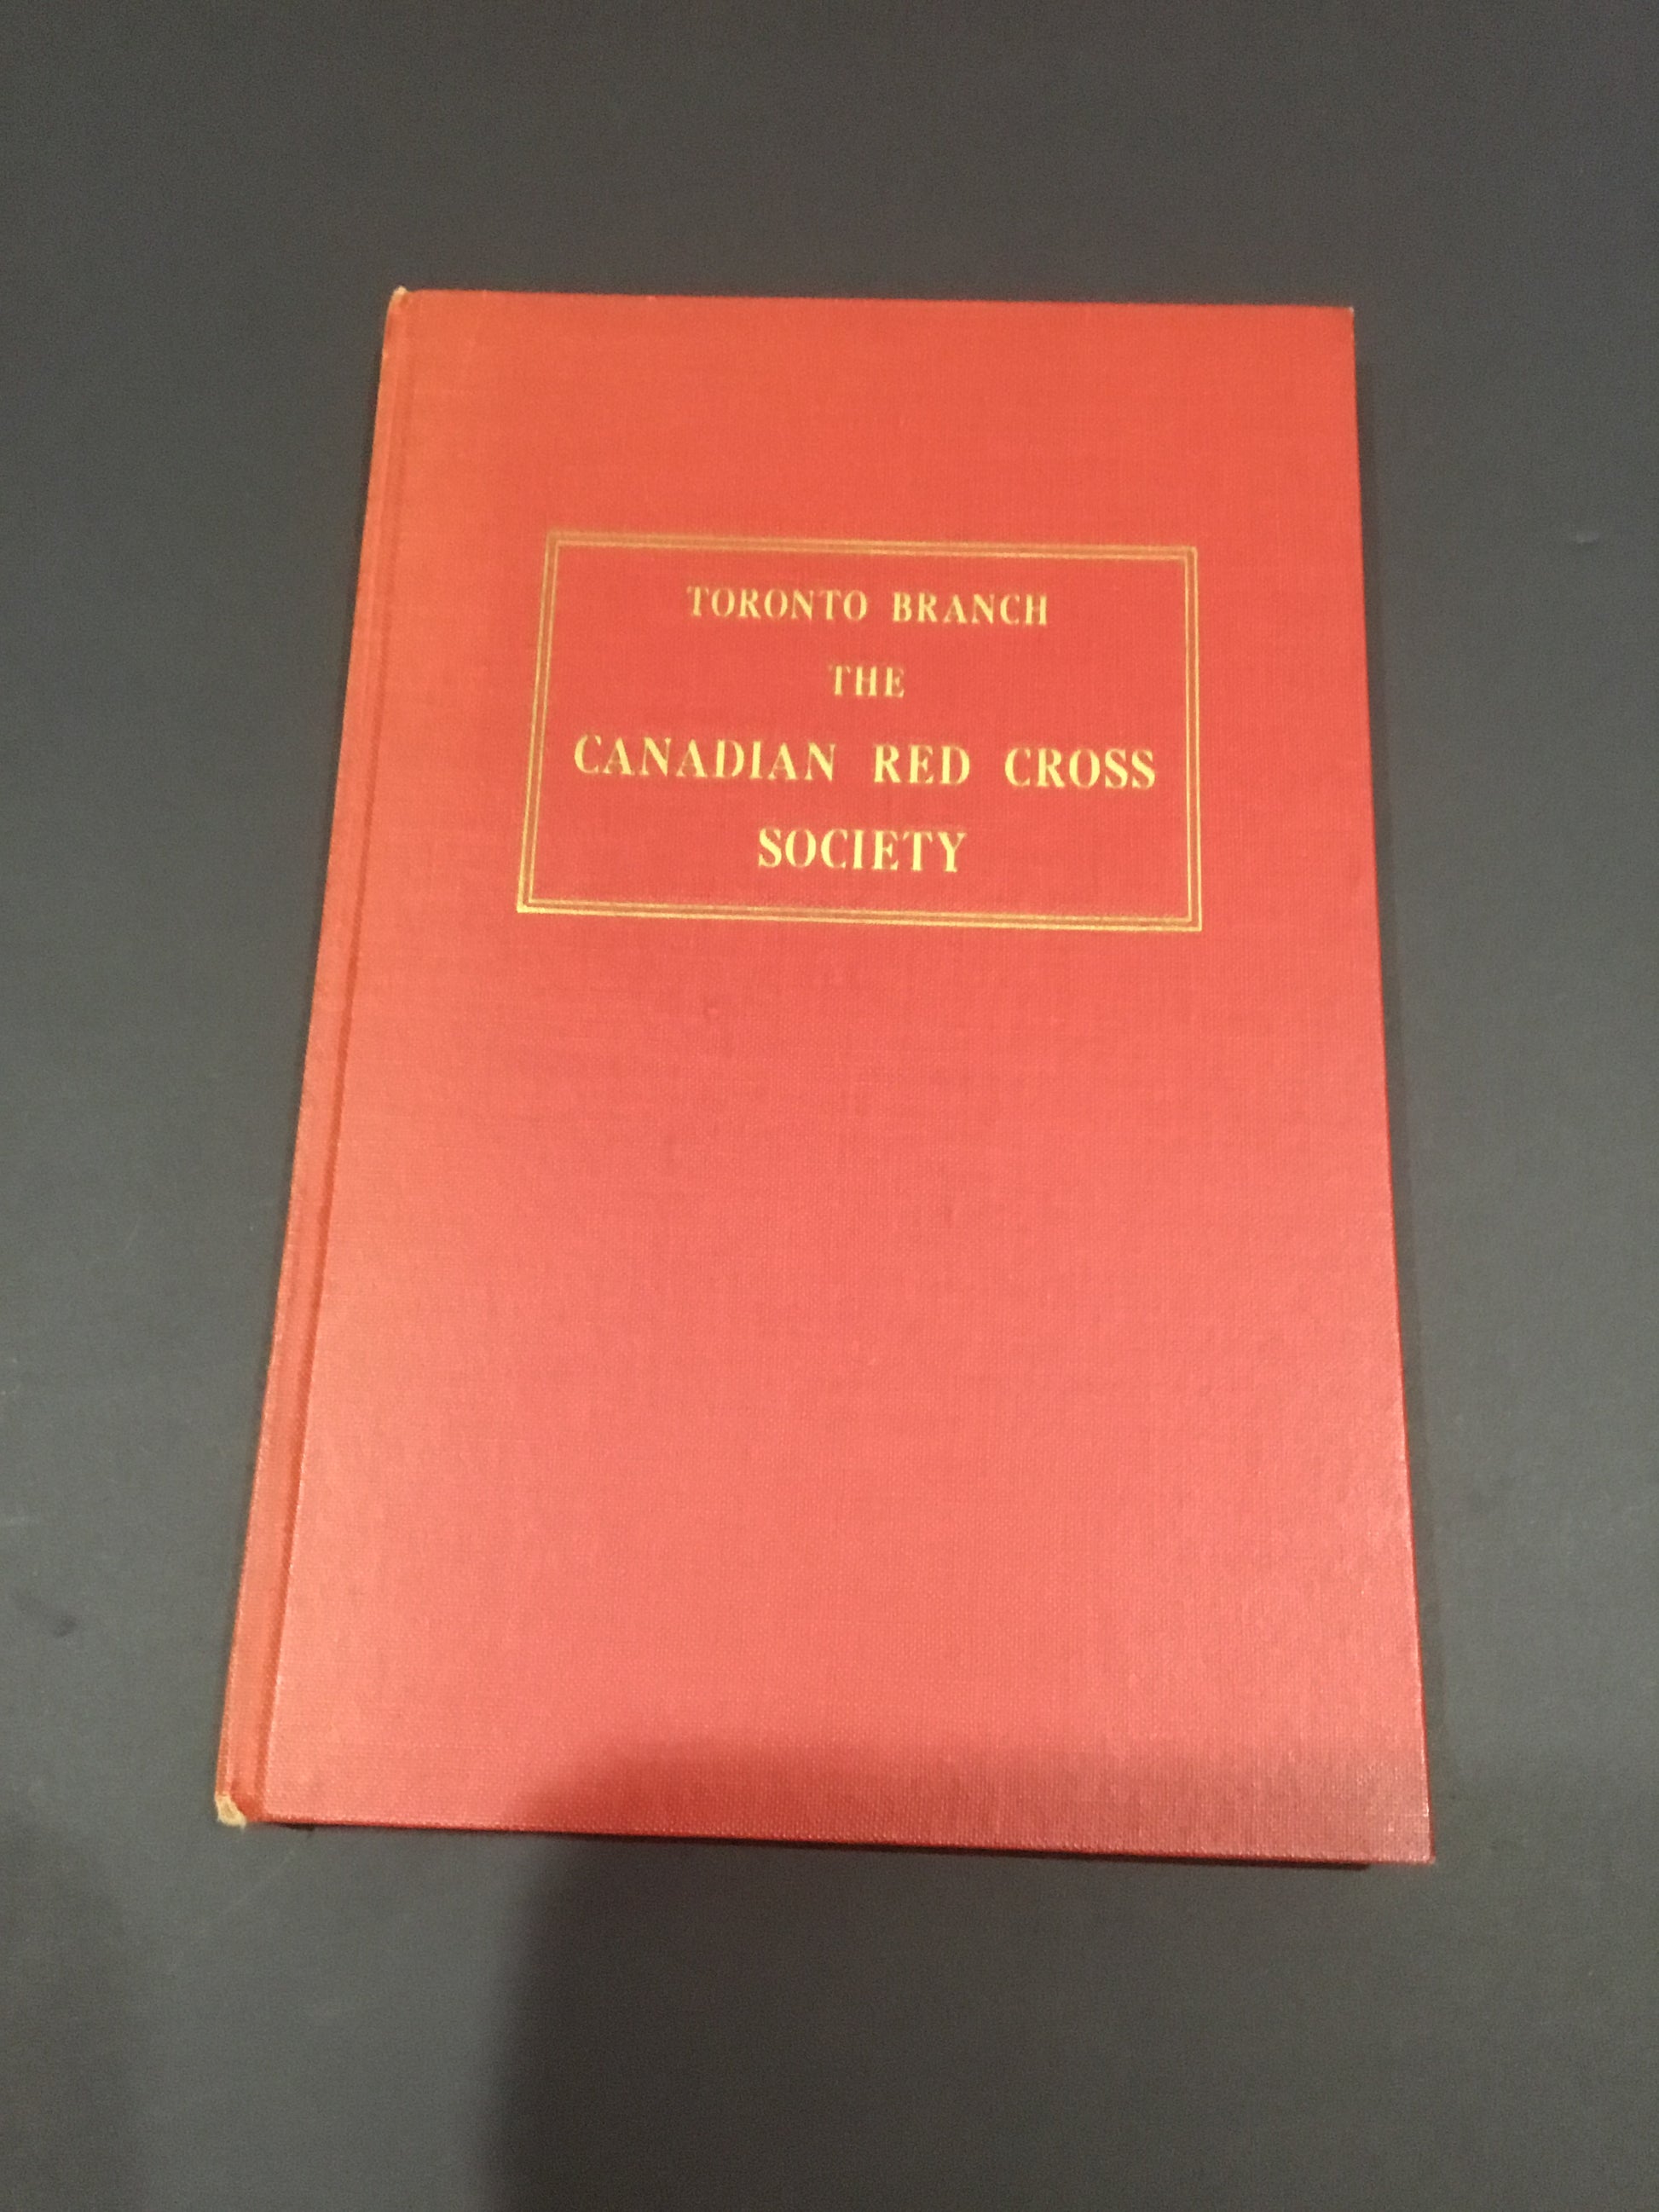 TORONTO BRANCH
THE
CANADIAN RED CROSS
SOCIETY